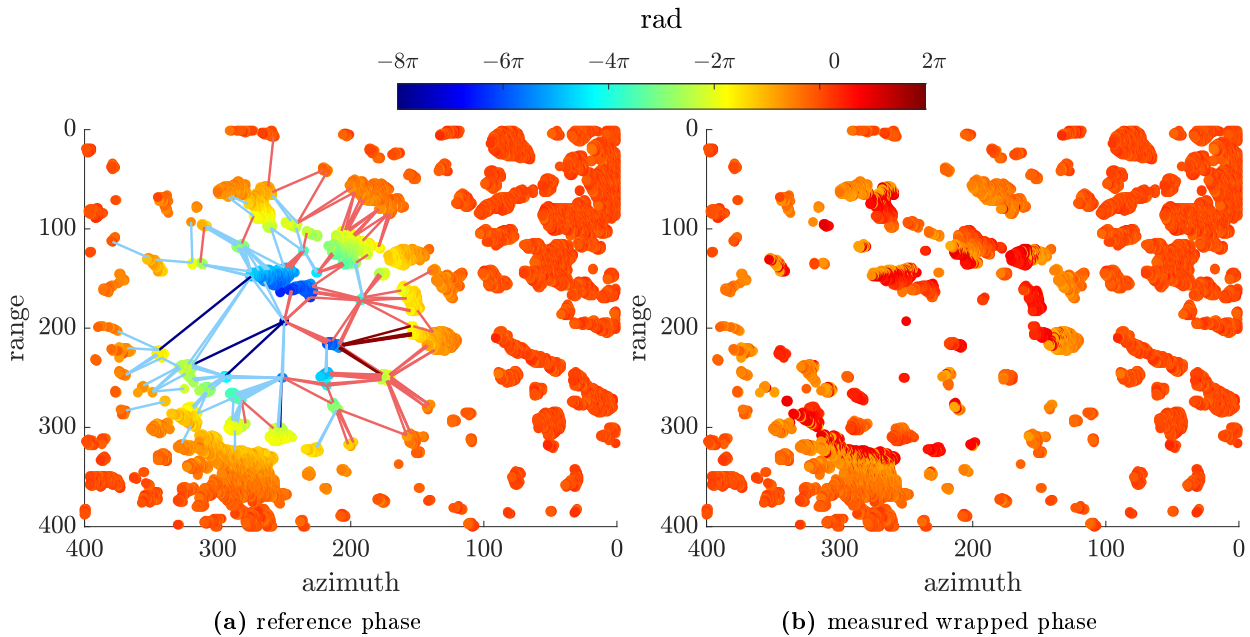 rad
−8π −6π −4π −2π 0 2π
0
100
200
300
400
range
400 300 200 100 0
azimuth
(a) reference phase
0
100
200
300
400
range
400 300 200 100 0
azimuth
(b) measured wrapped phase